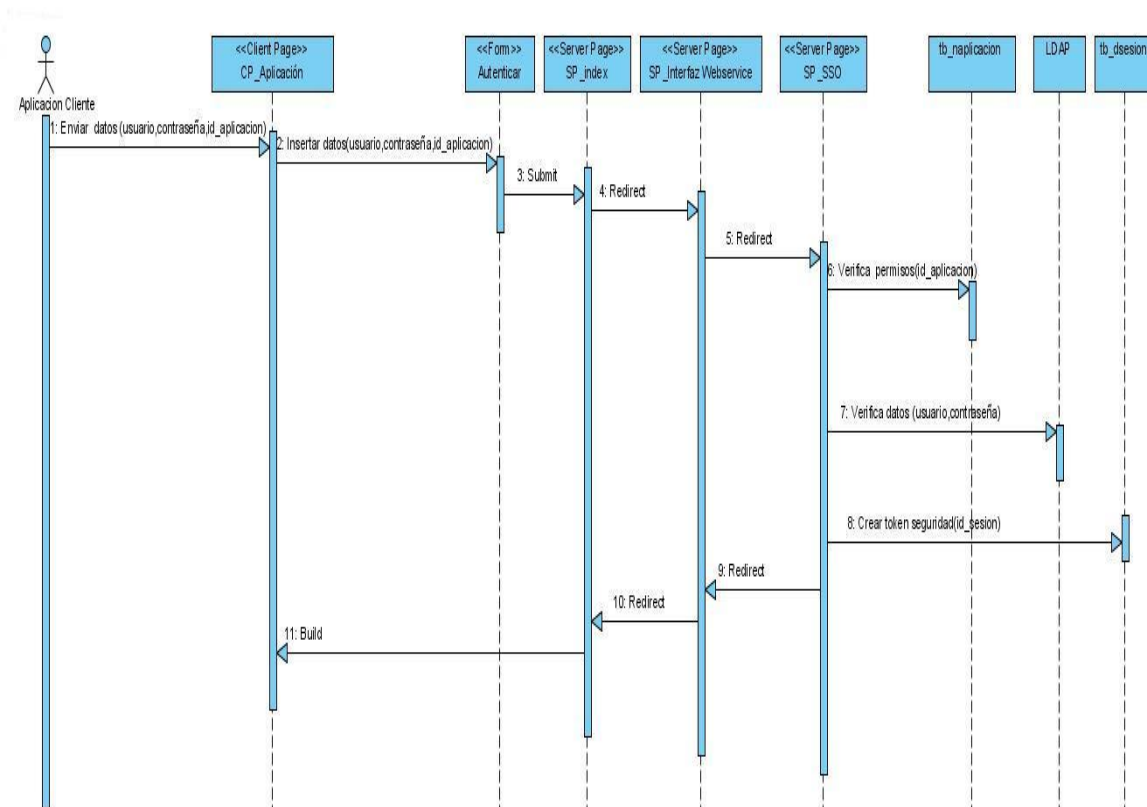 <<Client Page>>
CP_Aplicación
<<Form>>
Autenticar
<<Server Page>>
SP_index
<<Server Page>>
SP_Interfaz Webservice
<<Server Page>>
SP_SSO
tb_naplicacion
LDAP
tb_dsesion
Aplicacion Cliente
1: Enviar datos (usuario,contraseña,id_aplicacion)
2: Insertar datos(usuario,contraseña,id_aplicacion)
3: Submit
4: Redirect
5: Redirect
6: Verifica permisos(id_aplicacion)
7: Verifica datos (usuario,contraseña)
8: Crear token seguridad(id_sesion)
9: Redirect
10: Redirect
11: Build